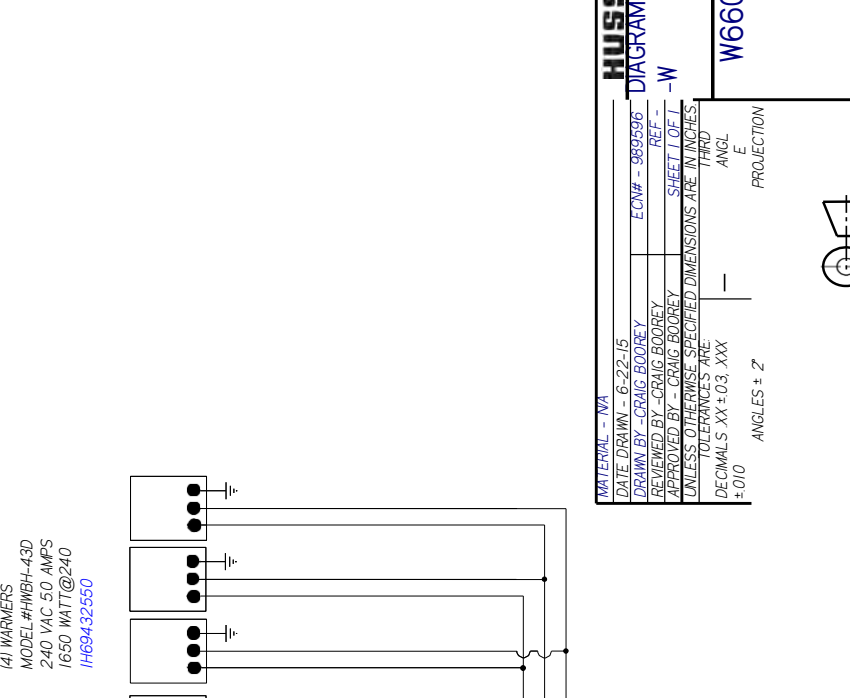 (4) WARMERS
MODEL#HWBH-43D
240 VAC 5.0 AMPS
1650 WATT@240
IH69432550
MATERIAL - N/A
DATE DRAWN - 6-22-15
DRAWN BY -CRAIG BOOREY
ECN# - 989596
REVIEWED BY -CRAIG BOOREY
REF -
APPROVED BY - CRAIG BOOREY
SHEET 1 OF 1
UNLESS OTHERWISE SPECIFIED DIMENSIONS ARE IN INCHES
TOLERANCES ARE:
DECIMALS .XX ±.03, .XXX
±.010
ANGLES ± 2°
THIRD
ANGL
E
PROJECTION
HUSS
DIAGRAM
-W
W660